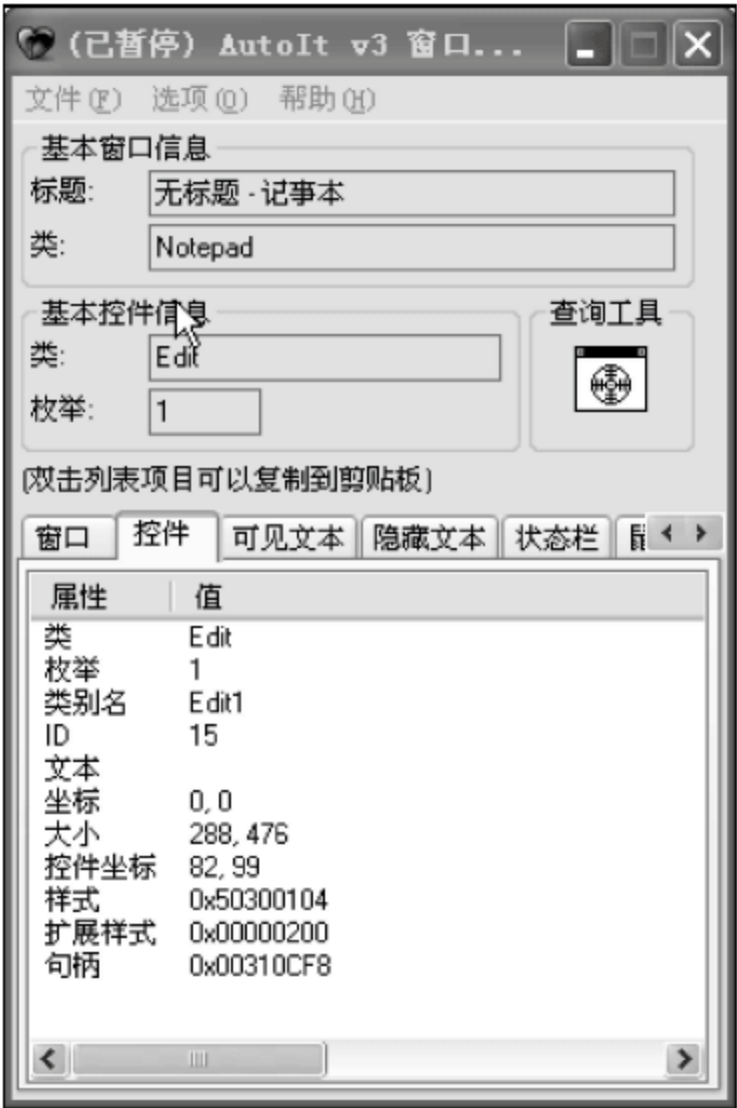 (已暂停) AutoIt v3 窗口...
文件(F) 选项(O) 帮助(H)
基本窗口信息
标题: 无标题 - 记事本
类: Notepad
基本控件信息
类: Edit
枚举: 1
查询工具
(双击列表项目可以复制到剪贴板)
窗口 控件 可见文本 隐藏文本 状态栏
属性 值
类 Edit
枚举 1
类别名 Edit1
ID 15
文本
坐标 0, 0
大小 288, 476
控件坐标 82, 99
样式 0x50300104
扩展样式 0x00000200
句柄 0x00310CF8